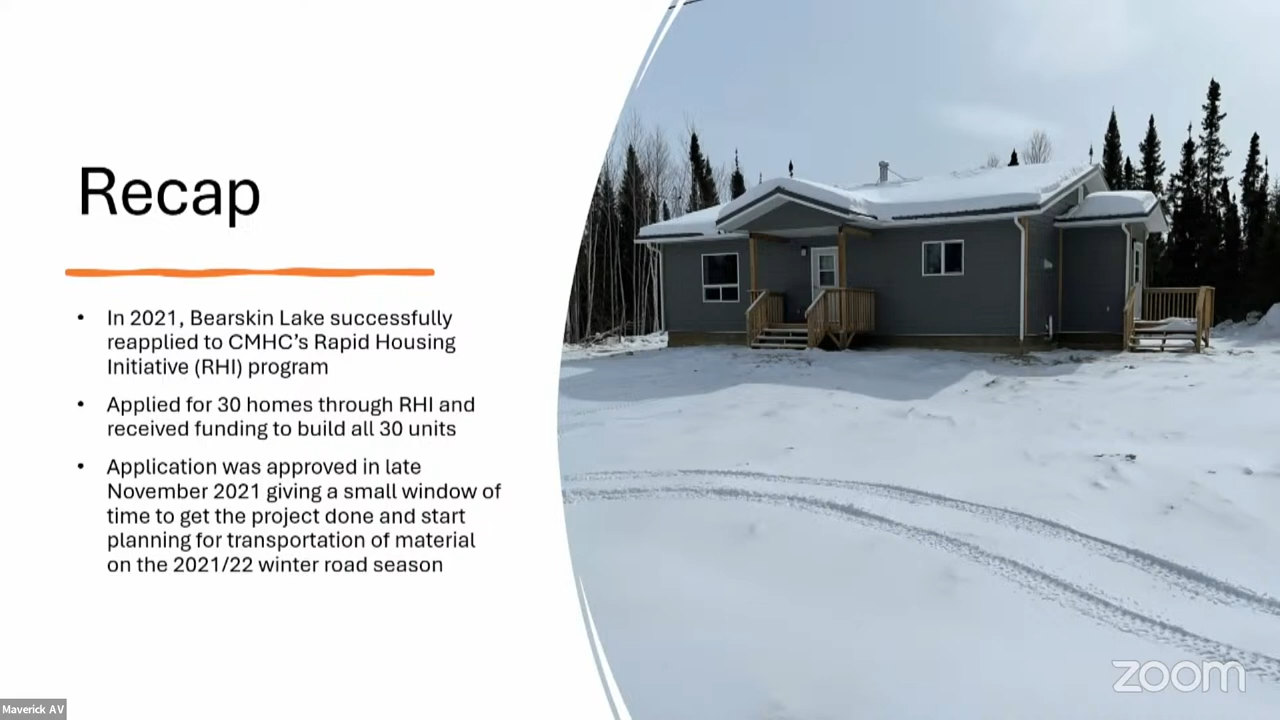 Recap
• In 2021, Bearskin Lake successfully
reapplied to CMHC’s Rapid Housing
Initiative (RHI) program
• Applied for 30 homes through RHI and
received funding to build all 30 units
• Application was approved in late
November 2021 giving a small window of
time to get the project done and start
planning for transportation of material
on the 2021/22 winter road season
zoom
Maverick AV